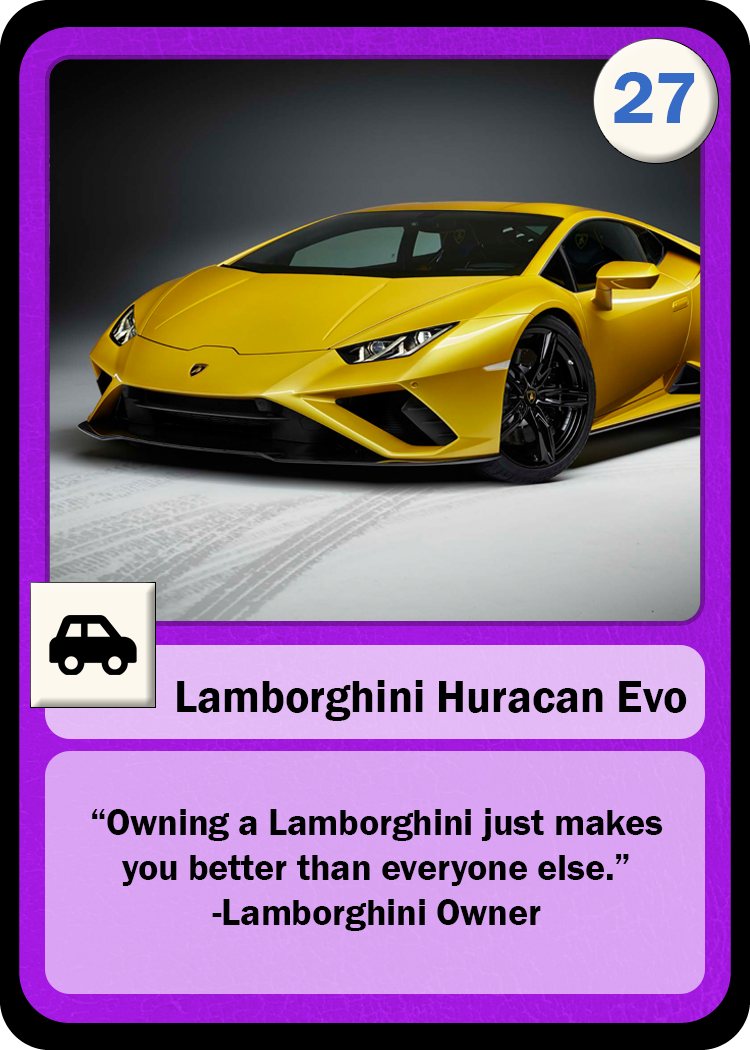 27
Lamborghini Huracan Evo
“Owning a Lamborghini just makes
you better than everyone else.”
-Lamborghini Owner